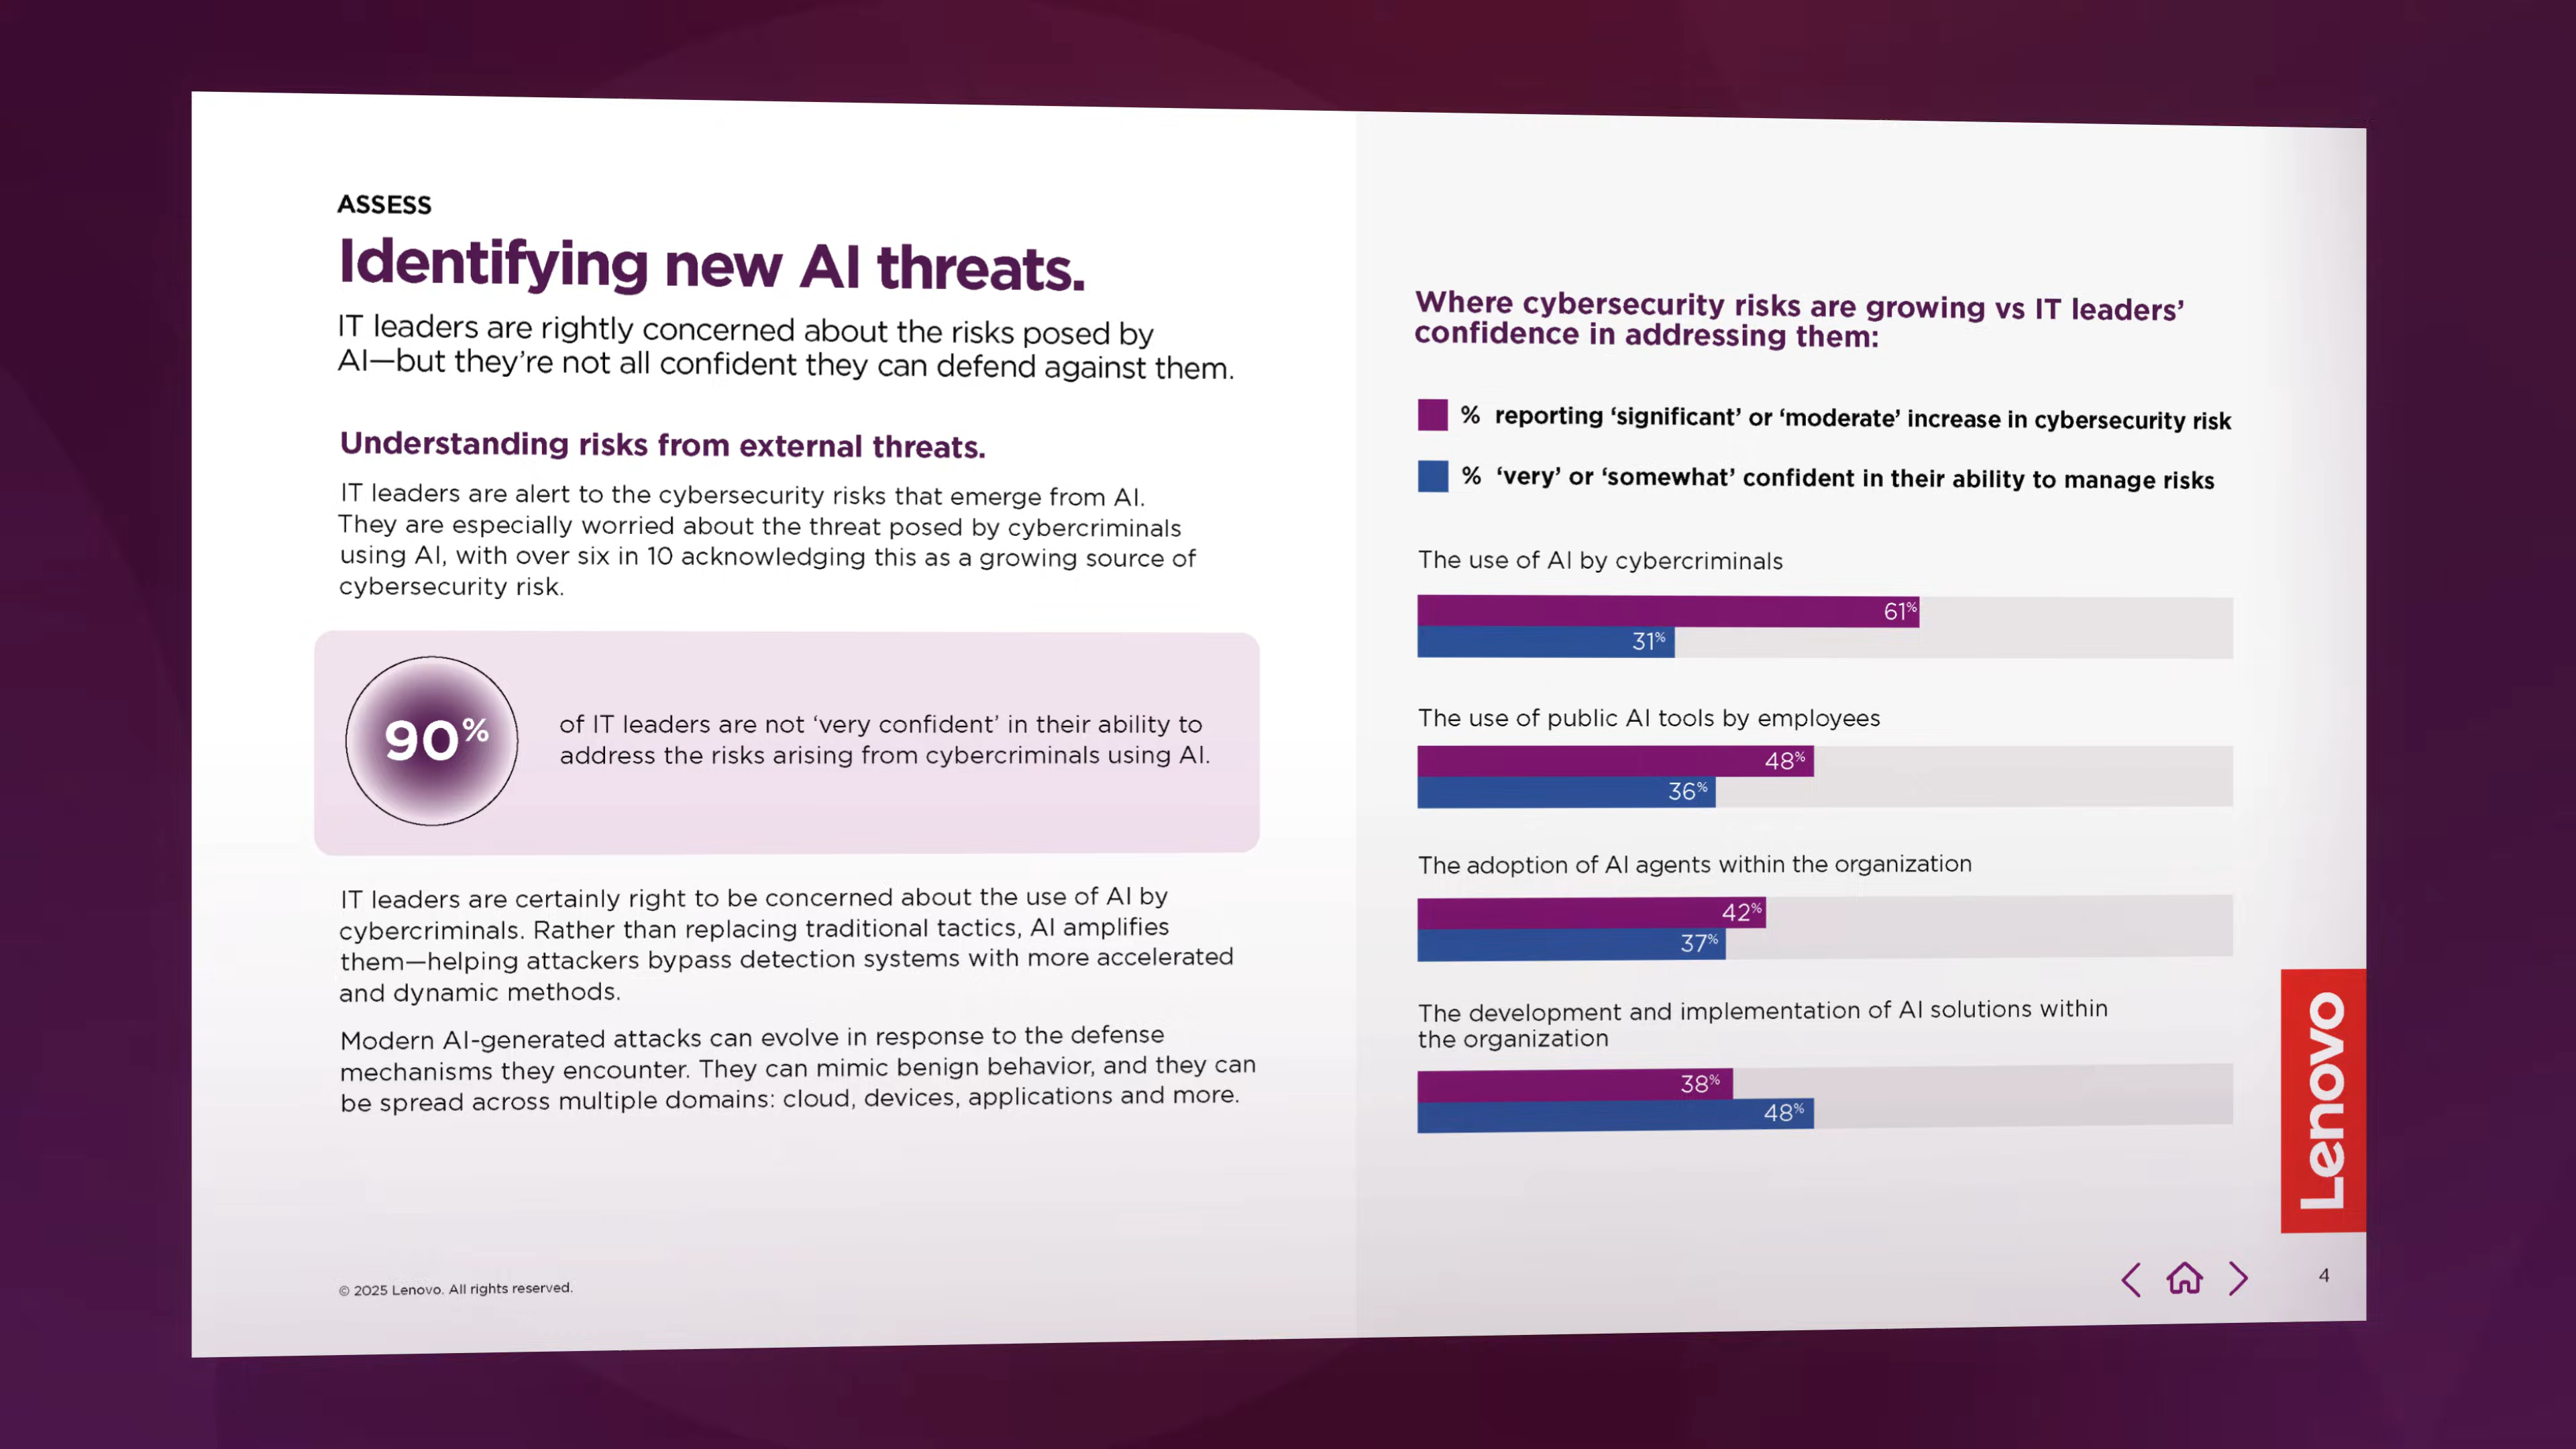 ASSESS
Identifying new AI threats.
IT leaders are rightly concerned about the risks posed by
AI—but they’re not all confident they can defend against them.
Understanding risks from external threats.
IT leaders are alert to the cybersecurity risks that emerge from AI.
They are especially worried about the threat posed by cybercriminals
using AI, with over six in 10 acknowledging this as a growing source of
cybersecurity risk.
90%
of IT leaders are not ‘very confident’ in their ability to
address the risks arising from cybercriminals using AI.
IT leaders are certainly right to be concerned about the use of AI by
cybercriminals. Rather than replacing traditional tactics, AI amplifies
them—helping attackers bypass detection systems with more accelerated
and dynamic methods.
Modern AI-generated attacks can evolve in response to the defense
mechanisms they encounter. They can mimic benign behavior, and they can
be spread across multiple domains: cloud, devices, applications and more.
© 2025 Lenovo. All rights reserved.
Where cybersecurity risks are growing vs IT leaders’
confidence in addressing them:
% reporting ‘significant’ or ‘moderate’ increase in cybersecurity risk
% ‘very’ or ‘somewhat’ confident in their ability to manage risks
The use of AI by cybercriminals
61%
31%
The use of public AI tools by employees
48%
36%
The adoption of AI agents within the organization
42%
37%
The development and implementation of AI solutions within
the organization
38%
48%
Lenovo
4